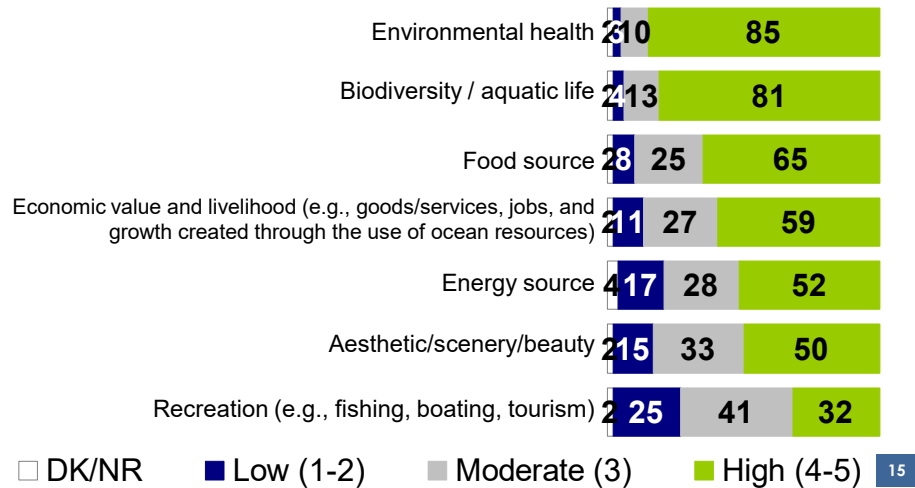 Environmental health 2 3 10 85
Biodiversity / aquatic life 2 4 13 81
Food source 2 8 25 65
Economic value and livelihood (e.g., goods/services, jobs, and
growth created through the use of ocean resources) 2 11 27 59
Energy source 4 17 28 52
Aesthetic/scenery/beauty 2 15 33 50
Recreation (e.g., fishing, boating, tourism) 2 25 41 32
DK/NR Low (1-2) Moderate (3) High (4-5) 15